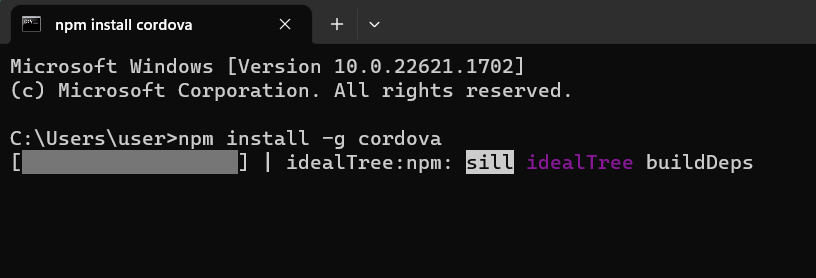 npm install cordova
Microsoft Windows [Version 10.0.22621.1702]
(c) Microsoft Corporation. All rights reserved.
C:\Users\user>npm install -g cordova
[                  ] | idealTree:npm: sill idealTree buildDeps